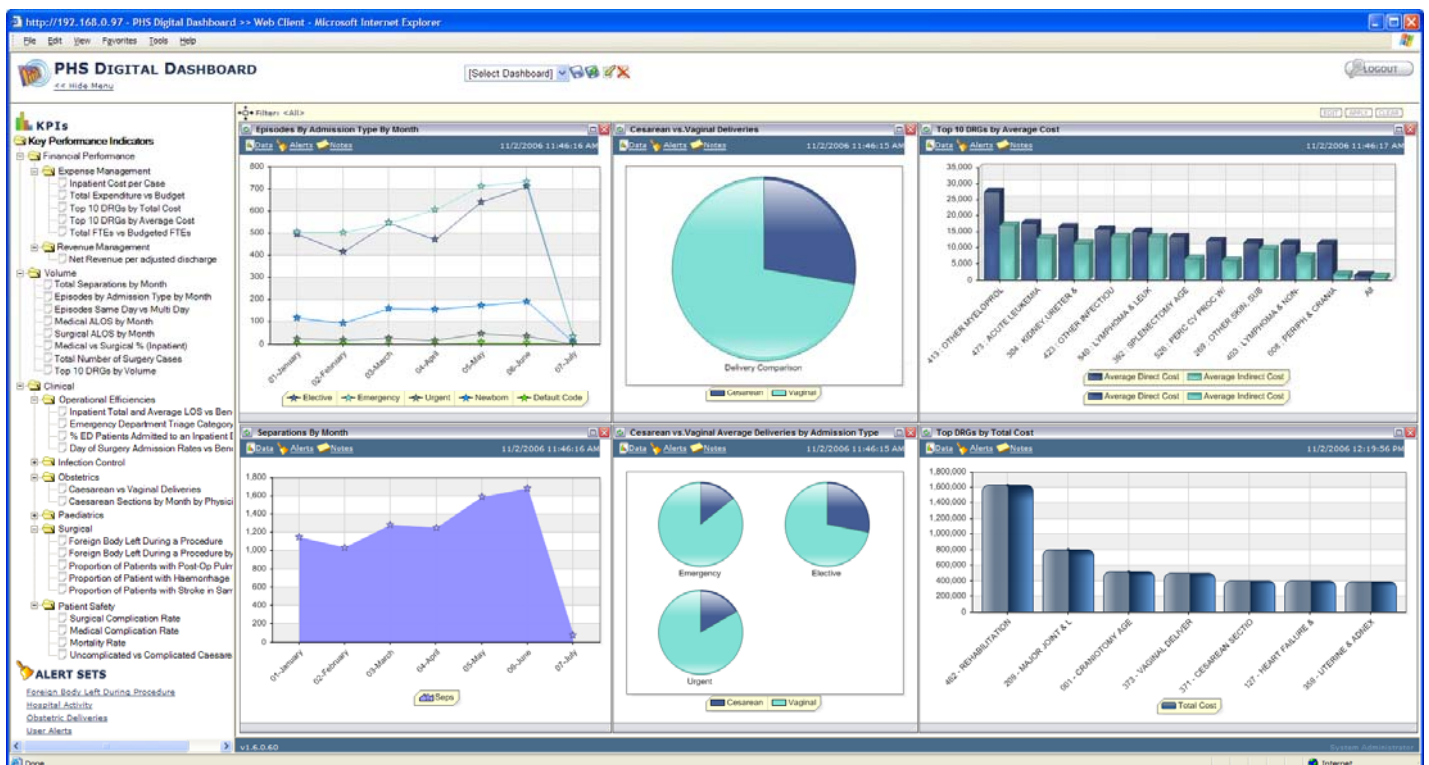 http://192.168.0.97 - PHS Digital Dashboard >> Web Client - Microsoft Internet Explorer
File Edit View Favorites Tools Help
PHS DIGITAL DASHBOARD
<< Hide Menu
[Select Dashboard]
LOGOUT
KPIs
Key Performance Indicators
Financial Performance
Expense Management
Inpatient Cost per Case
Total Expenditure vs Budget
Top 10 DRGs by Total Cost
Top 10 DRGs by Average Cost
Total FTEs vs Budgeted FTEs
Revenue Management
Net Revenue per adjusted discharge
Volume
Total Separations by Month
Episodes by Admission Type by Month
Episodes Same Day vs Multi Day
Medical ALOS by Month
Surgical ALOS by Month
Medical vs Surgical % (Inpatient)
Total Number of Surgery Cases
Top 10 DRGs by Volume
Clinical
Operational Efficiencies
Inpatient Total and Average LOS vs Ben
Emergency Department Triage Category
% ED Patients Admitted to an Inpatient
Day of Surgery Admission Rates vs Ben
Infection Control
Obstetrics
Caesarean vs Vaginal Deliveries
Caesarean Sections by Month by Physici
Paediatrics
Surgical
Foreign Body Left During a Procedure
Foreign Body Left During a Procedure by
Proportion of Patients with Post-Op Pulm
Proportion of Patient with Haemorrhage
Proportion of Patients with Stroke in Sam
Patient Safety
Surgical Complication Rate
Medical Complication Rate
Mortality Rate
Uncomplicated vs Complicated Caesare
ALERT SETS
Foreign Body Left During Procedure
Hospital Activity
Obstetric Deliveries
User Alerts
Filter: <All>
EDIT APPLY CLEAR
Episodes By Admission Type By Month
Data Alerts Notes 11/2/2006 11:46:16 AM
800
700
600
500
400
300
200
100
0
01-January 02-February 03-March 04-April 05-May 06-June 07-July
Elective Emergency Urgent Newborn Default Code
Cesarean vs.Vaginal Deliveries
Data Alerts Notes 11/2/2006 11:46:15 AM
Delivery Comparison
Cesarean Vaginal
Top 10 DRGs by Average Cost
Data Alerts Notes 11/2/2006 11:46:17 AM
35,000
30,000
25,000
20,000
15,000
10,000
5,000
0
413 : OTHER MYELOPROL 473 : ACUTE LEUKEMIA 304 : KIDNEY, URETER & 423 : OTHER INFECTIOU 540 : LYMPHOMA & LEUK 392 : SPLENECTOMY AGE 526 : PERC CV PROC W/ 269 : OTHER SKIN, SUB 403 : LYMPHOMA & NON- 008 : PERIPH & CRANIA All
Average Direct Cost Average Indirect Cost
Average Direct Cost Average Indirect Cost
Separations By Month
Data Alerts Notes 11/2/2006 11:46:16 AM
1,800
1,600
1,400
1,200
1,000
800
600
400
200
0
01-January 02-February 03-March 04-April 05-May 06-June 07-July
Seps
Cesarean vs.Vaginal Average Deliveries by Admission Type
Data Alerts Notes 11/2/2006 11:46:15 AM
Emergency Elective
Urgent
Cesarean Vaginal
Top DRGs by Total Cost
Data Alerts Notes 11/2/2006 12:19:56 PM
1,800,000
1,600,000
1,400,000
1,200,000
1,000,000
800,000
600,000
400,000
200,000
0
462 - REHABILITATION 209 - MAJOR JOINT & L 001 - CRANIOTOMY AGE 373 - VAGINAL DELIVER 371 - CESAREAN SECTIO 127 - HEART FAILURE & 359 - UTERINE & ADNEX
Total Cost
v1.6.0.60
System Administrator
Done
Internet